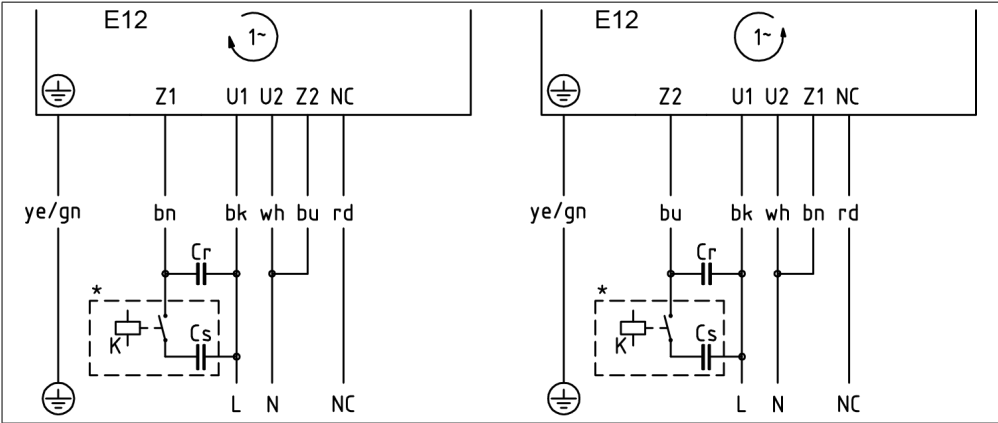 E12 E12
1~ 1~
Z1 U1 U2 Z2 NC Z2 U1 U2 Z1 NC
ye/gn bn bk wh bu rd ye/gn bu bk wh bn rd
Cr Cr
* *
K Cs K Cs
L N NC L N NC